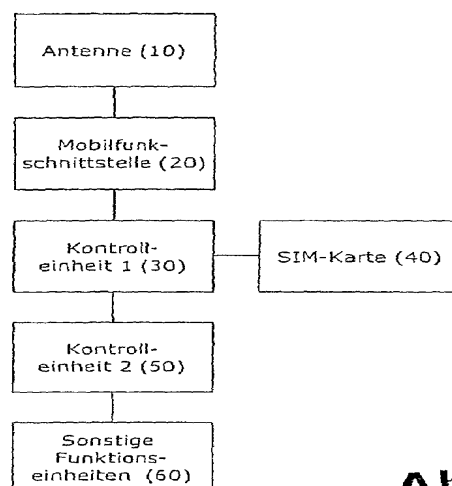 Antenne (10)
Mobilfunk-
schnittstelle (20)
Kontroll-
einheit 1 (30)
SIM-Karte (40)
Kontroll-
einheit 2 (50)
Sonstige
Funktions-
einheiten (60)